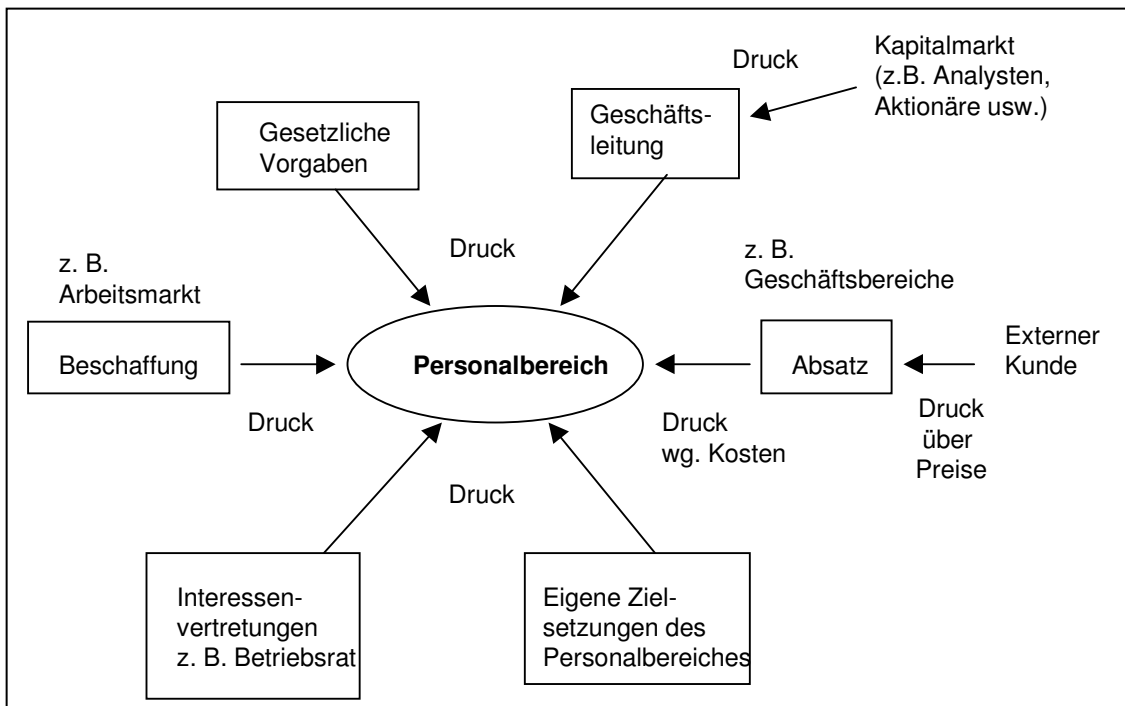 Druck
Kapitalmarkt
(z.B. Analysten,
Aktionäre usw.)
Gesetzliche
Vorgaben
Geschäfts-
leitung
Druck
z. B.
Arbeitsmarkt
z. B.
Geschäftsbereiche
Beschaffung
Personalbereich
Absatz
Externer
Kunde
Druck
Druck
wg. Kosten
Druck
über
Preise
Druck
Interessen-
vertretungen
z. B. Betriebsrat
Eigene Ziel-
setzungen des
Personalbereiches